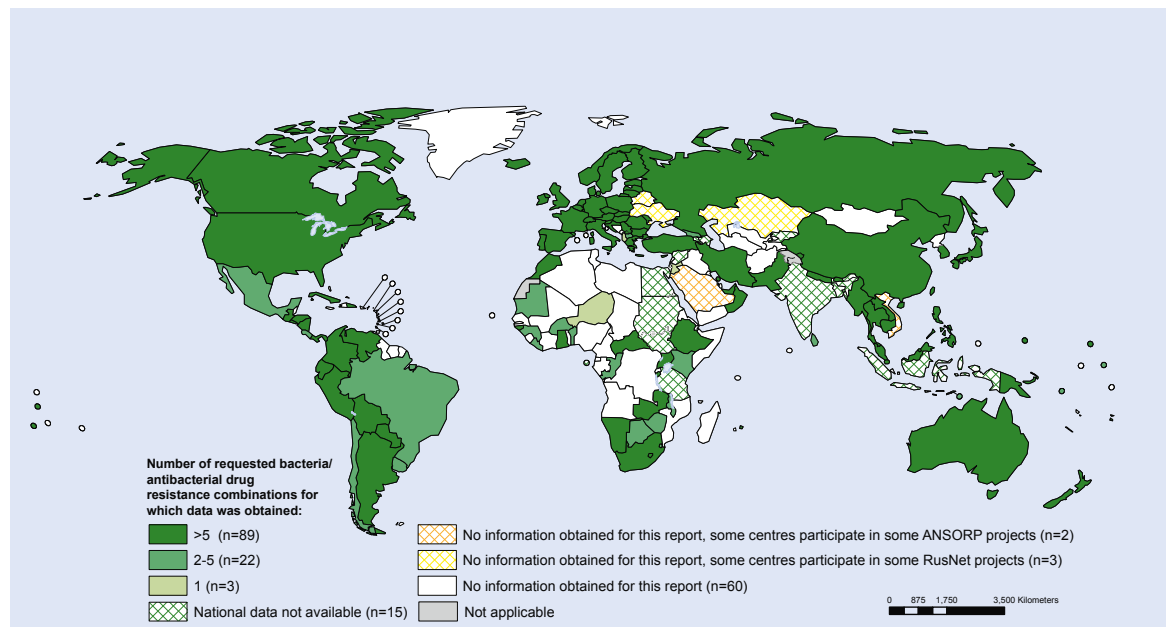 Number of requested bacteria/
antibacterial drug
resistance combinations for
which data was obtained:
>5 (n=89)
2-5 (n=22)
1 (n=3)
National data not available (n=15)
No information obtained for this report, some centres participate in some ANSORP projects (n=2)
No information obtained for this report, some centres participate in some RusNet projects (n=3)
No information obtained for this report (n=60)
Not applicable
0 875 1,750 3,500 Kilometers